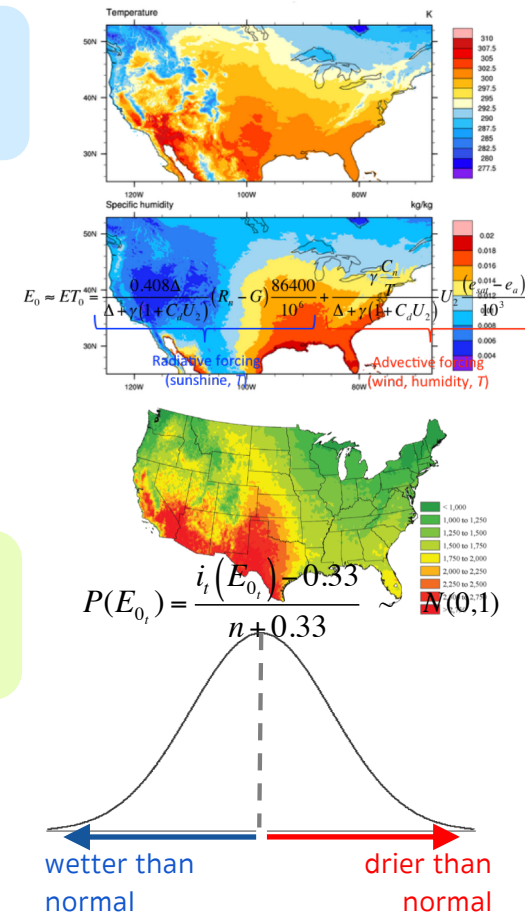 Temperature K
50N
40N
30N
120W 100W 80W
310
307.5
305
302.5
300
297.5
295
292.5
290
287.5
285
282.5
280
277.5
Specific humidity kg/kg
50N
40N
30N
120W 100W 80W
0.02
0.018
0.016
0.014
0.012
0.008
0.006
0.004
E₀ ≈ ET₀ = 0.408Δ / (Δ + γ(1 + C_d U₂)) (R_n − G) 86400 / 10⁶ + γ C_n / T / (Δ + γ(1 + C_d U₂)) U₂ (e_sat − e_a) / 10³
Radiative forcing
(sunshine, T)
Advective forcing
(wind, humidity, T)
< 1,000
1,000 to 1,250
1,250 to 1,500
1,500 to 1,750
1,750 to 2,000
2,000 to 2,250
2,250 to 2,500
P(E₀ₜ) = (iₜ(E₀ₜ) − 0.33) / (n + 0.33) ~ N(0,1)
wetter than
normal
drier than
normal